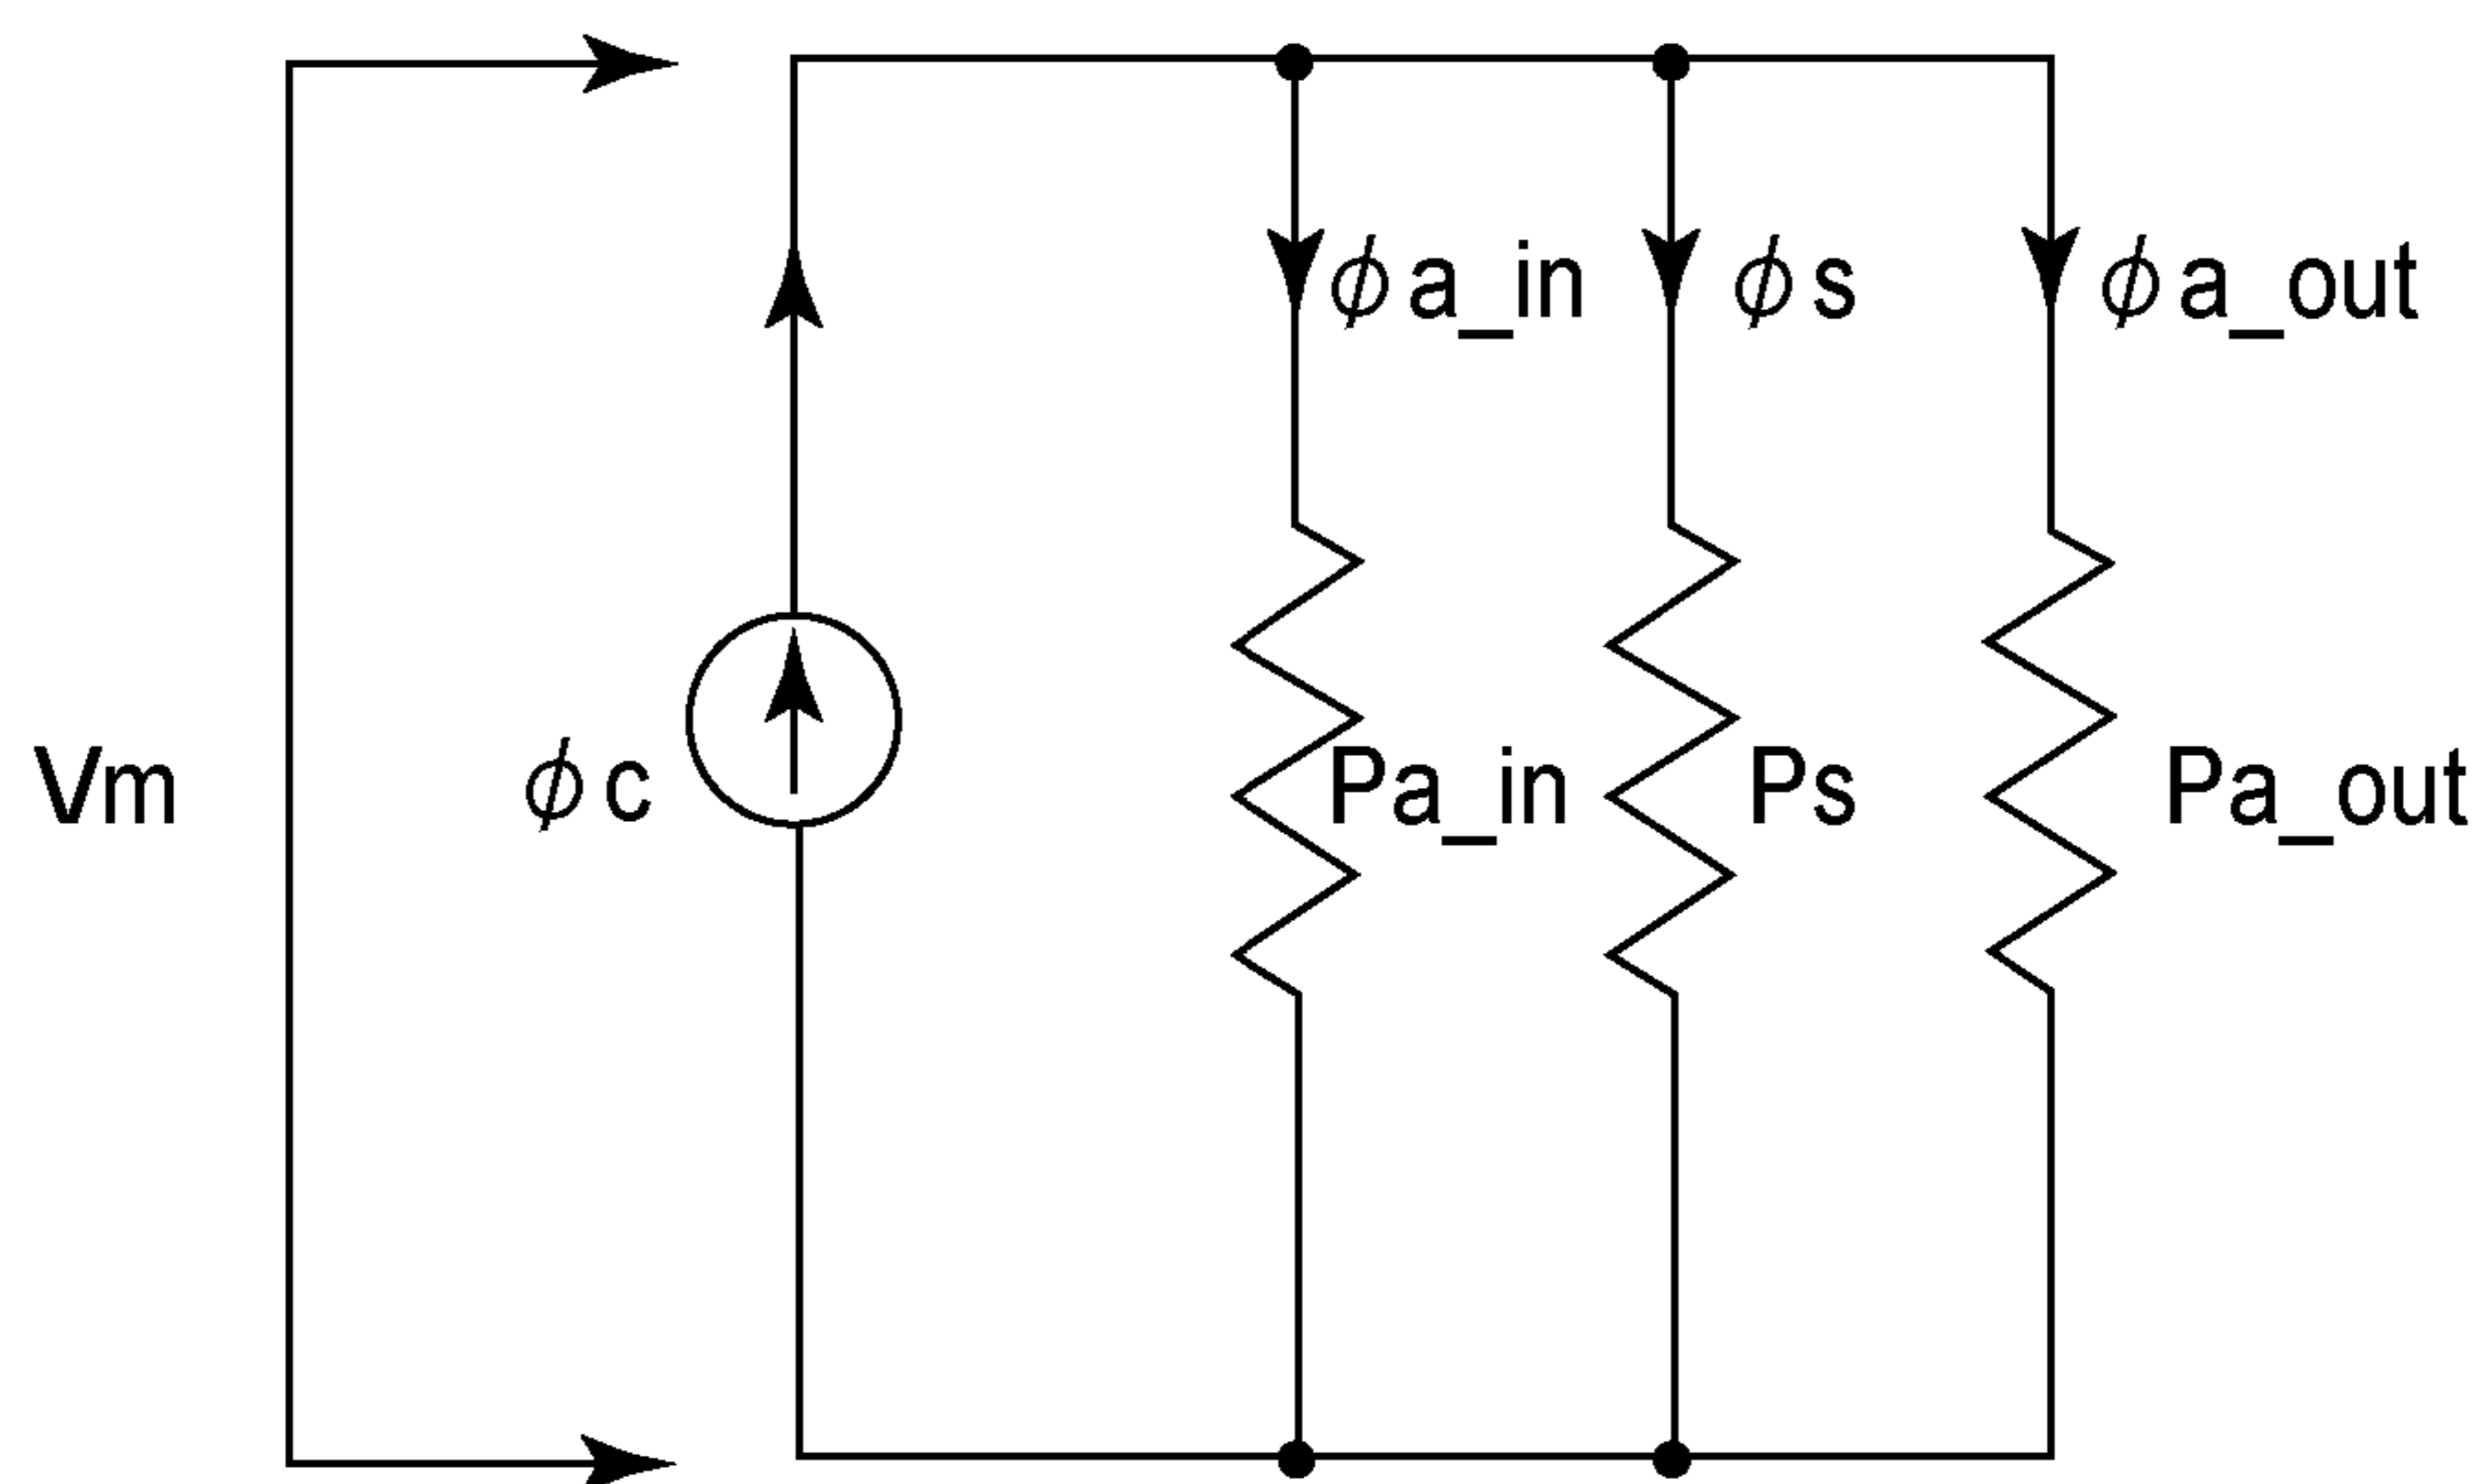 ϕa_in
ϕs
ϕa_out
Vm
ϕc
Pa_in
Ps
Pa_out